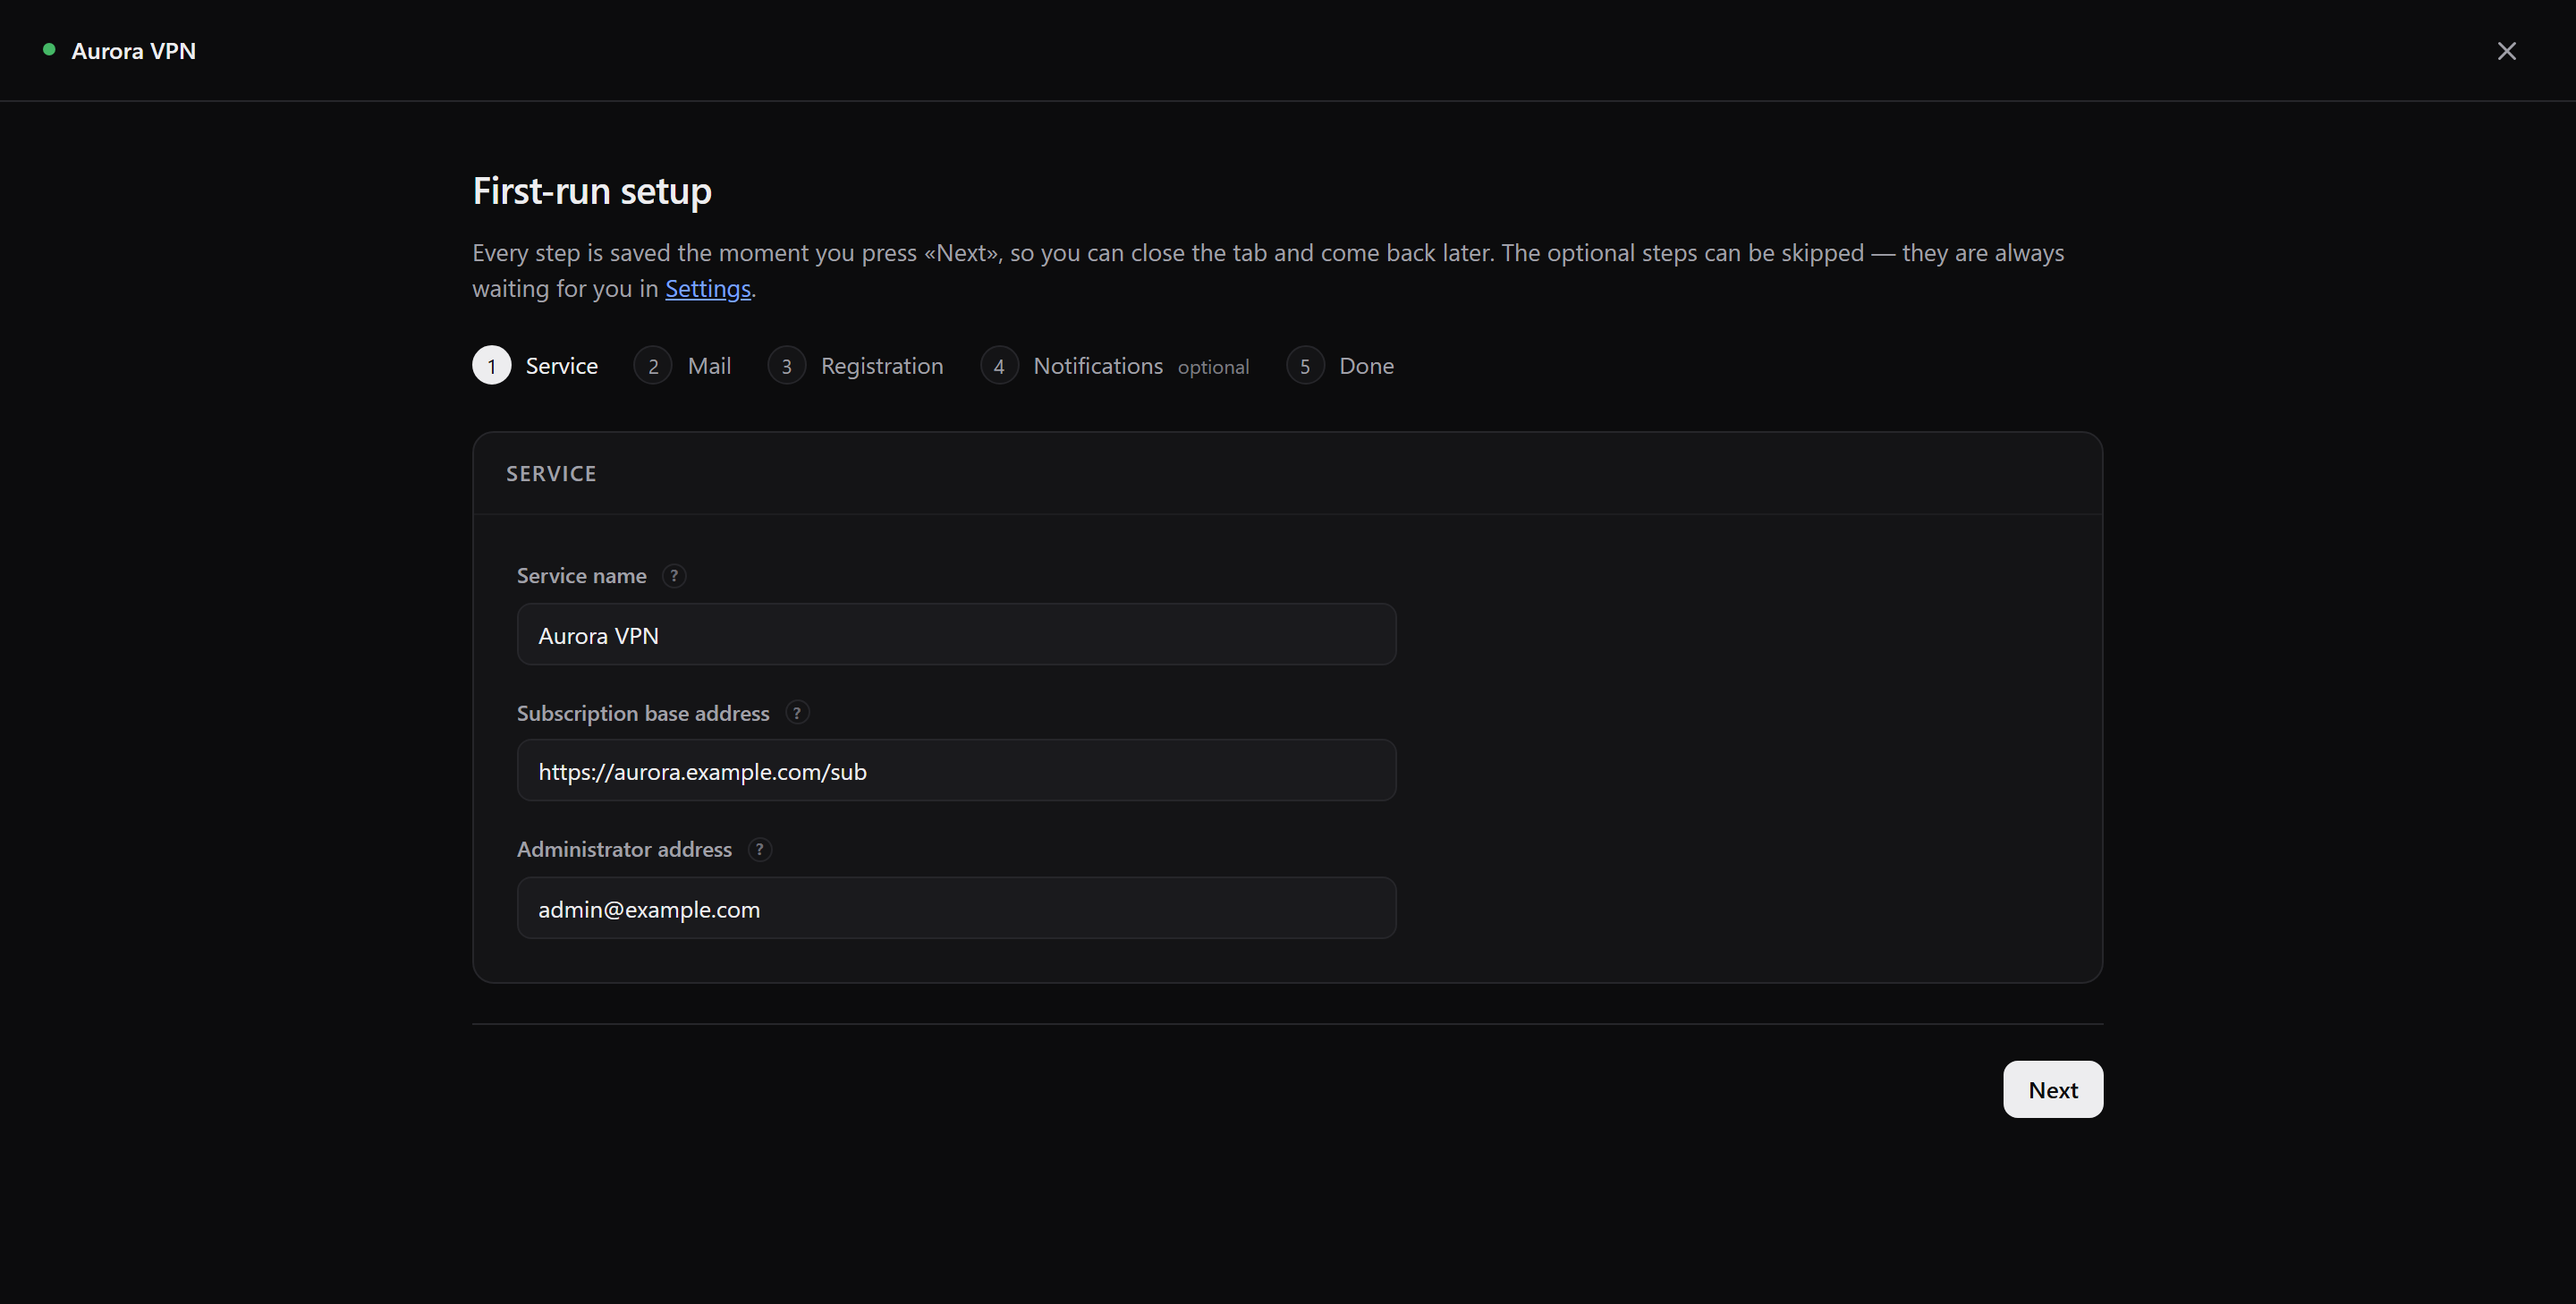 Aurora VPN
First-run setup
Every step is saved the moment you press «Next», so you can close the tab and come back later. The optional steps can be skipped — they are always
waiting for you in Settings.
1 Service 2 Mail 3 Registration 4 Notifications optional 5 Done
SERVICE
Service name ?
Aurora VPN
Subscription base address ?
https://aurora.example.com/sub
Administrator address ?
admin@example.com
Next